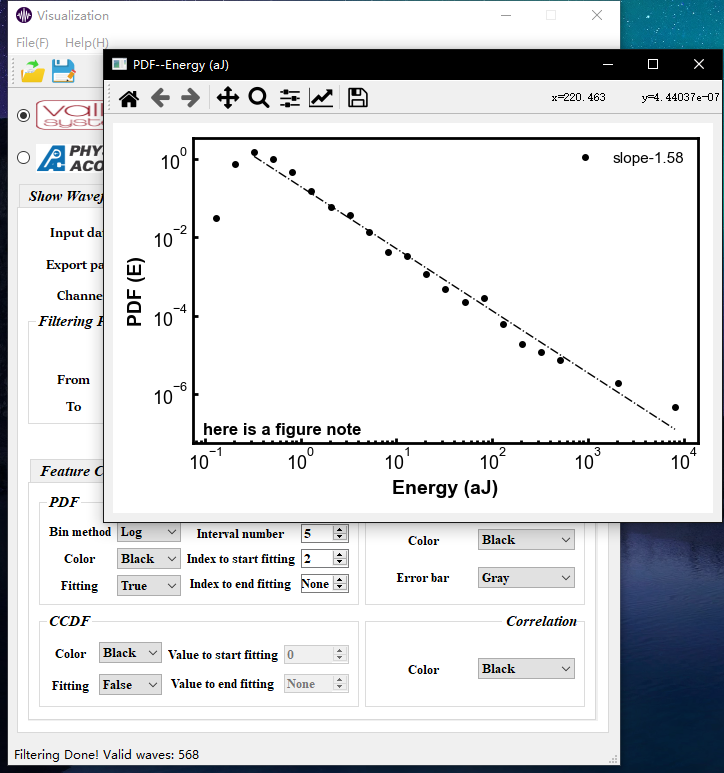 Visualization
File(F) Help(H)
PDF--Energy (aJ)
x=220.463 y=4.44037e-07
Vall
syste
PHYS
ACO
Show Wavef
Input da
Export pa
Channe
Filtering P
From
To
slope-1.58
10^0
10^-2
10^-4
10^-6
PDF (E)
here is a figure note
10^-1 10^0 10^1 10^2 10^3 10^4
Energy (aJ)
Feature C
PDF
Bin method Log Interval number 5
Color Black Index to start fitting 2
Fitting True Index to end fitting None
Color Black
Error bar Gray
CCDF
Color Black Value to start fitting 0
Fitting False Value to end fitting None
Correlation
Color Black
Filtering Done! Valid waves: 568